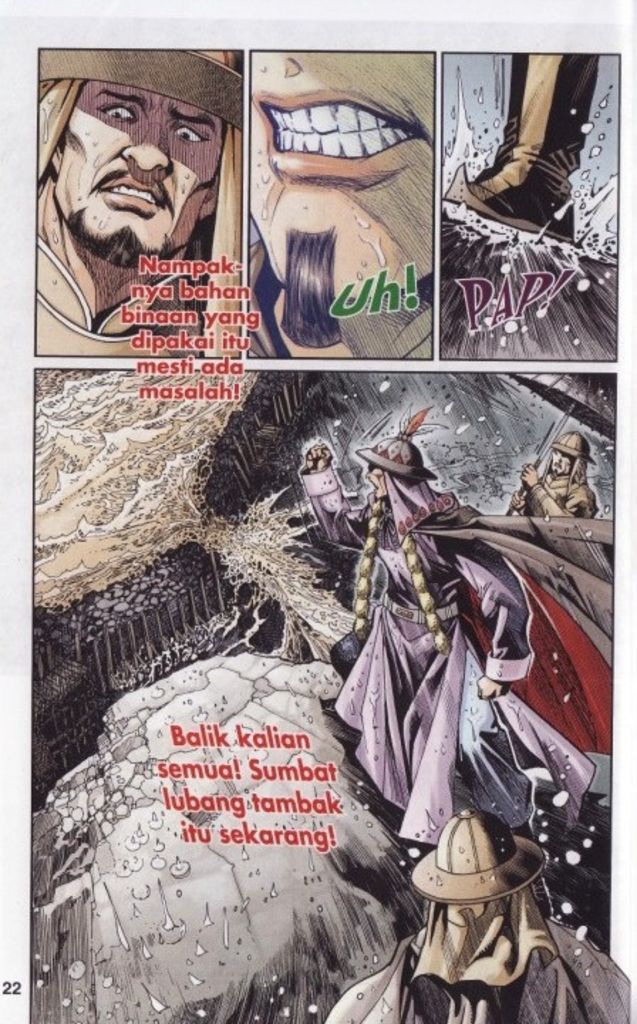 Nampak-
nya bahan
binaan yang
dipakai itu
mesti ada
masalah!
Uh!
PAP!
Balik kalian
semua! Sumbat
lubang tambak
itu sekarang!
22